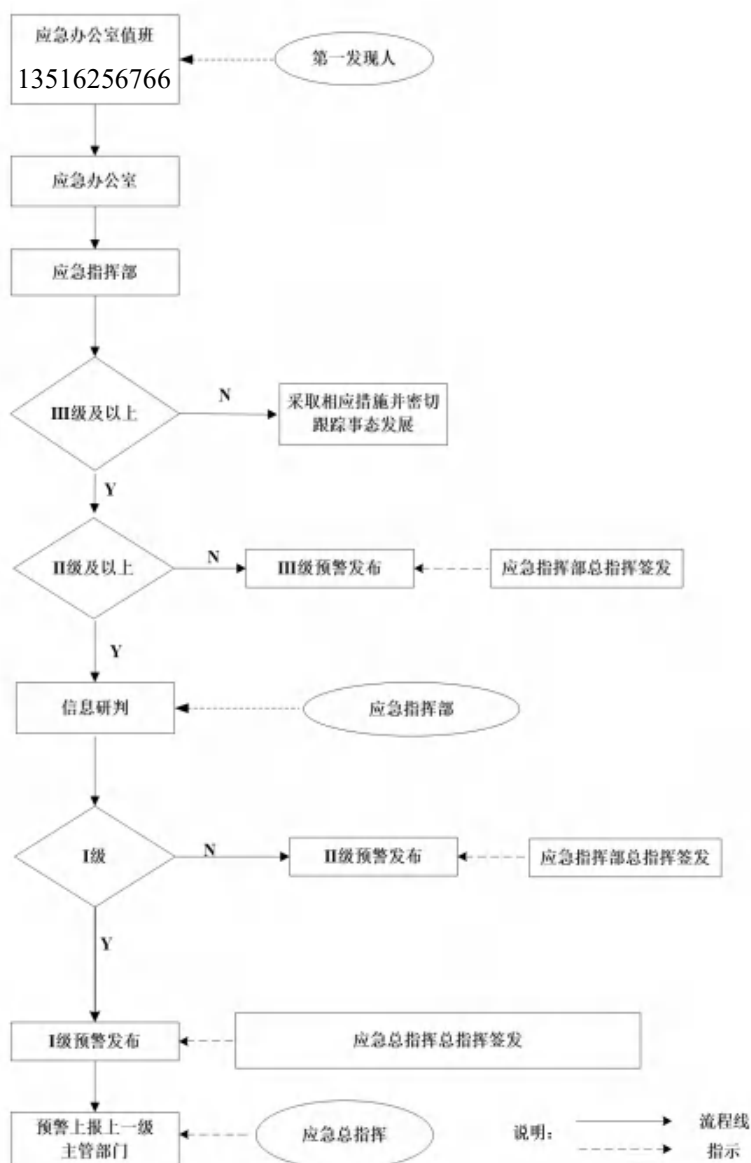 应急办公室值班
13516256766
第一发现人
应急办公室
应急指挥部
III级及以上
N
采取相应措施并密切
跟踪事态发展
Y
II级及以上
N
III级预警发布
应急指挥部总指挥签发
Y
信息研判
应急指挥部
I级
N
II级预警发布
应急指挥部总指挥签发
Y
I级预警发布
应急总指挥总指挥签发
预警上报上一级
主管部门
应急总指挥
说明：
流程线
指示